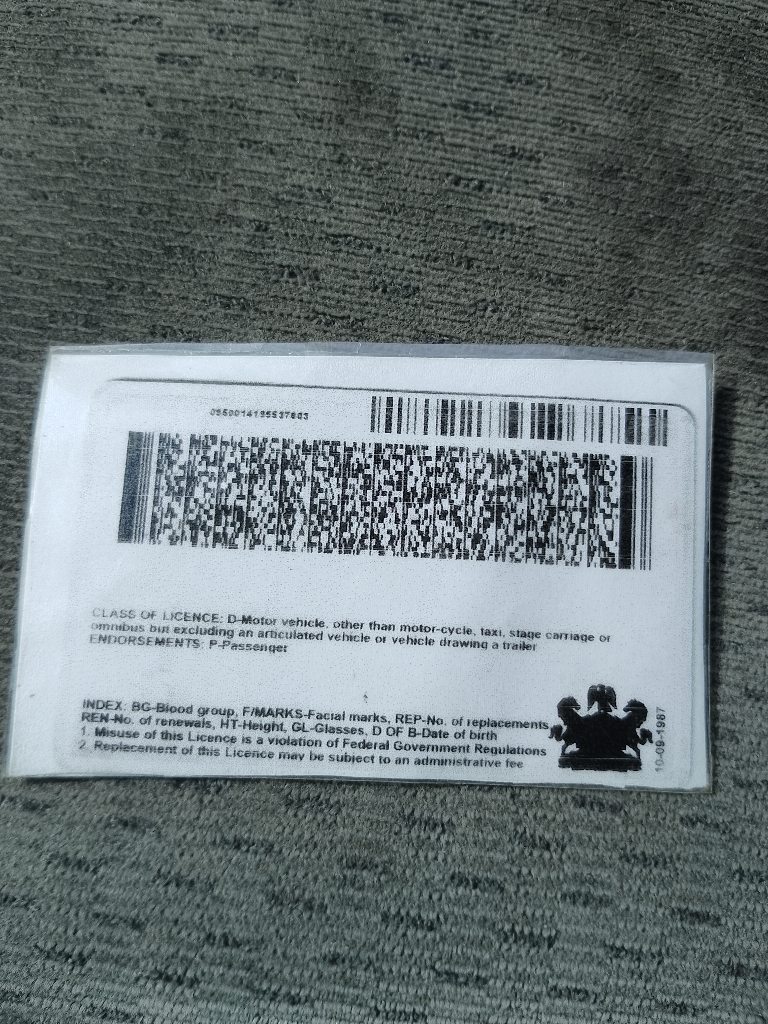 0350014195537803
CLASS OF LICENCE: D-Motor vehicle, other than motor-cycle, taxi, stage carriage or
omnibus but excluding an articulated vehicle or vehicle drawing a trailer
ENDORSEMENTS: P-Passenger
INDEX: BG-Blood group, F/MARKS-Facial marks, REP-No. of replacements
REN-No. of renewals, HT-Height, GL-Glasses, D OF B-Date of birth
1. Misuse of this Licence is a violation of Federal Government Regulations
2. Replacement of this Licence may be subject to an administrative fee
10-09-1987